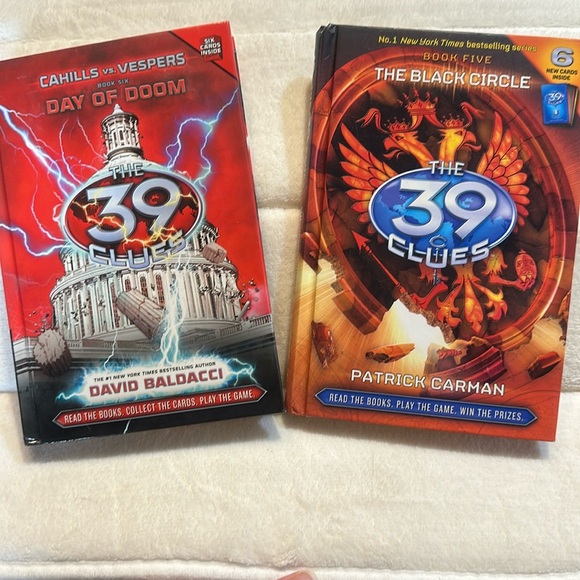 SIX
CARDS
INSIDE
CAHILLS VS. VESPERS
BOOK SIX
DAY OF DOOM
THE
39
CLUES
THE #1 NEW YORK TIMES BESTSELLING AUTHOR
DAVID BALDACCI
READ THE BOOKS. COLLECT THE CARDS. PLAY THE GAME.
No. 1 New York Times bestselling series
BOOK FIVE
THE BLACK CIRCLE
6
NEW CARDS
INSIDE
39
THE
39
CLUES
PATRICK CARMAN
READ THE BOOKS. PLAY THE GAME. WIN THE PRIZES.